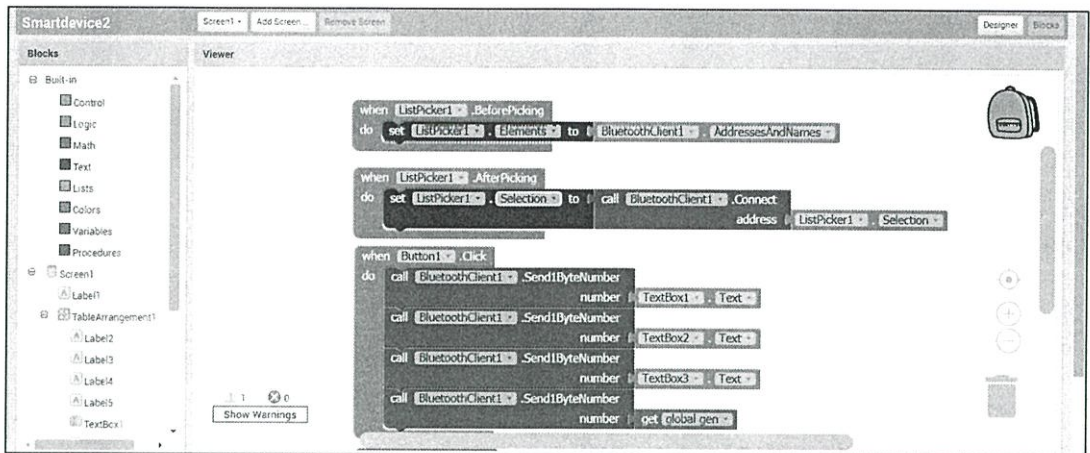 Smartdevice2
Screen1 Add Screen... Remove Screen
Designer Blocks
Blocks
Viewer
Built-in
Control
Logic
Math
Text
Lists
Colors
Variables
Procedures
Screen1
Label1
TableArrangement1
Label2
Label3
Label4
Label5
TextBox1
when ListPicker1 .BeforePicking
do set ListPicker1 . Elements to BluetoothClient1 . AddressesAndNames
when ListPicker1 .AfterPicking
do set ListPicker1 . Selection to call BluetoothClient1 .Connect
address ListPicker1 . Selection
when Button1 .Click
do call BluetoothClient1 .Send1ByteNumber
number TextBox1 . Text
call BluetoothClient1 .Send1ByteNumber
number TextBox2 . Text
call BluetoothClient1 .Send1ByteNumber
number TextBox3 . Text
call BluetoothClient1 .Send1ByteNumber
number get global gen
1 0
Show Warnings